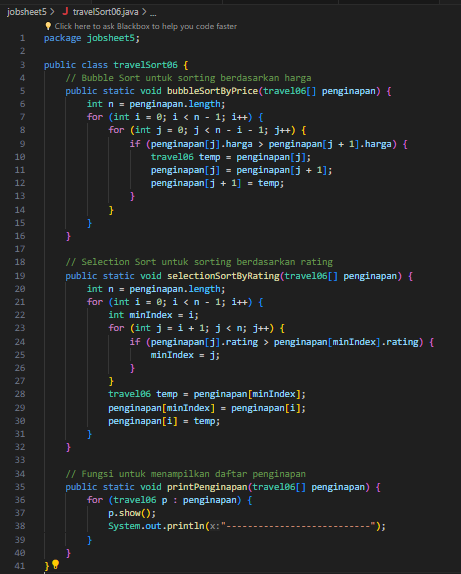 jobsheet5 > J travelSort06.java > ...
Click here to ask Blackbox to help you code faster
1 package jobsheet5;
2
3 public class travelSort06 {
4     // Bubble Sort untuk sorting berdasarkan harga
5     public static void bubbleSortByPrice(travel06[] penginapan) {
6         int n = penginapan.length;
7         for (int i = 0; i < n - 1; i++) {
8             for (int j = 0; j < n - i - 1; j++) {
9                 if (penginapan[j].harga > penginapan[j + 1].harga) {
10                     travel06 temp = penginapan[j];
11                     penginapan[j] = penginapan[j + 1];
12                     penginapan[j + 1] = temp;
13                 }
14             }
15         }
16     }
17
18     // Selection Sort untuk sorting berdasarkan rating
19     public static void selectionSortByRating(travel06[] penginapan) {
20         int n = penginapan.length;
21         for (int i = 0; i < n - 1; i++) {
22             int minIndex = i;
23             for (int j = i + 1; j < n; j++) {
24                 if (penginapan[j].rating > penginapan[minIndex].rating) {
25                     minIndex = j;
26                 }
27             }
28             travel06 temp = penginapan[minIndex];
29             penginapan[minIndex] = penginapan[i];
30             penginapan[i] = temp;
31         }
32     }
33
34     // Fungsi untuk menampilkan daftar penginapan
35     public static void printPenginapan(travel06[] penginapan) {
36         for (travel06 p : penginapan) {
37             p.show();
38             System.out.println(x:"---------------------------");
39         }
40     }
41 }